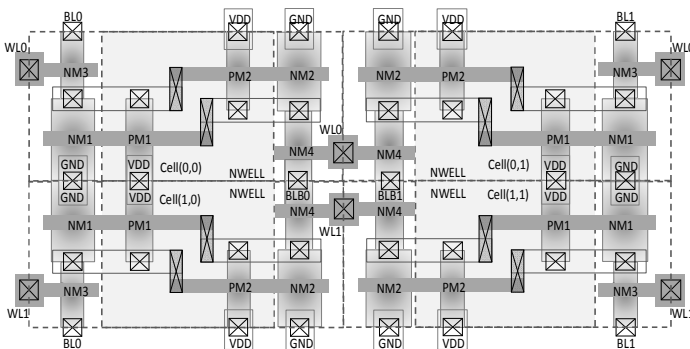 BL0 VDD GND GND VDD BL1
WL0 WL0
NM3 PM2 NM2 NM2 PM2 NM3
NM1 PM1 WL0 PM1 NM1
NM4 NM4
GND VDD Cell(0,0) NWELL NWELL Cell(0,1) VDD GND
GND VDD Cell(1,0) NWELL BLB0 BLB1 NWELL Cell(1,1) VDD GND
NM4 NM4
NM1 PM1 WL1 PM1 NM1
NM3 PM2 NM2 NM2 PM2 NM3
WL1 WL1
BL0 VDD GND GND VDD BL1